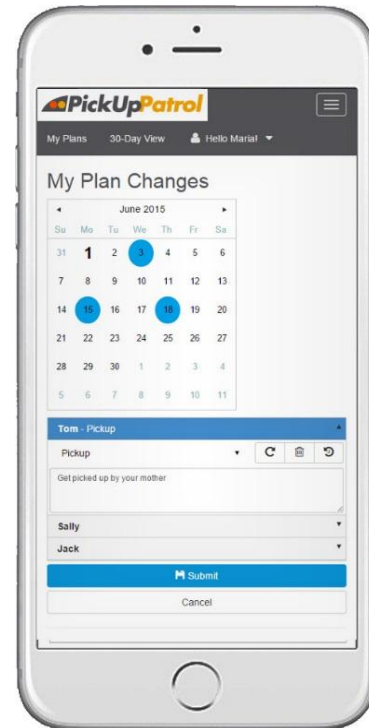 PickUpPatrol
My Plans 30-Day View Hello Maria!
My Plan Changes
June 2015
Su Mo Tu We Th Fr Sa
31 1 2 3 4 5 6
7 8 9 10 11 12 13
14 15 16 17 18 19 20
21 22 23 24 25 26 27
28 29 30 1 2 3 4
5 6 7 8 9 10 11
Tom - Pickup
Pickup
Get picked up by your mother
Sally
Jack
Submit
Cancel